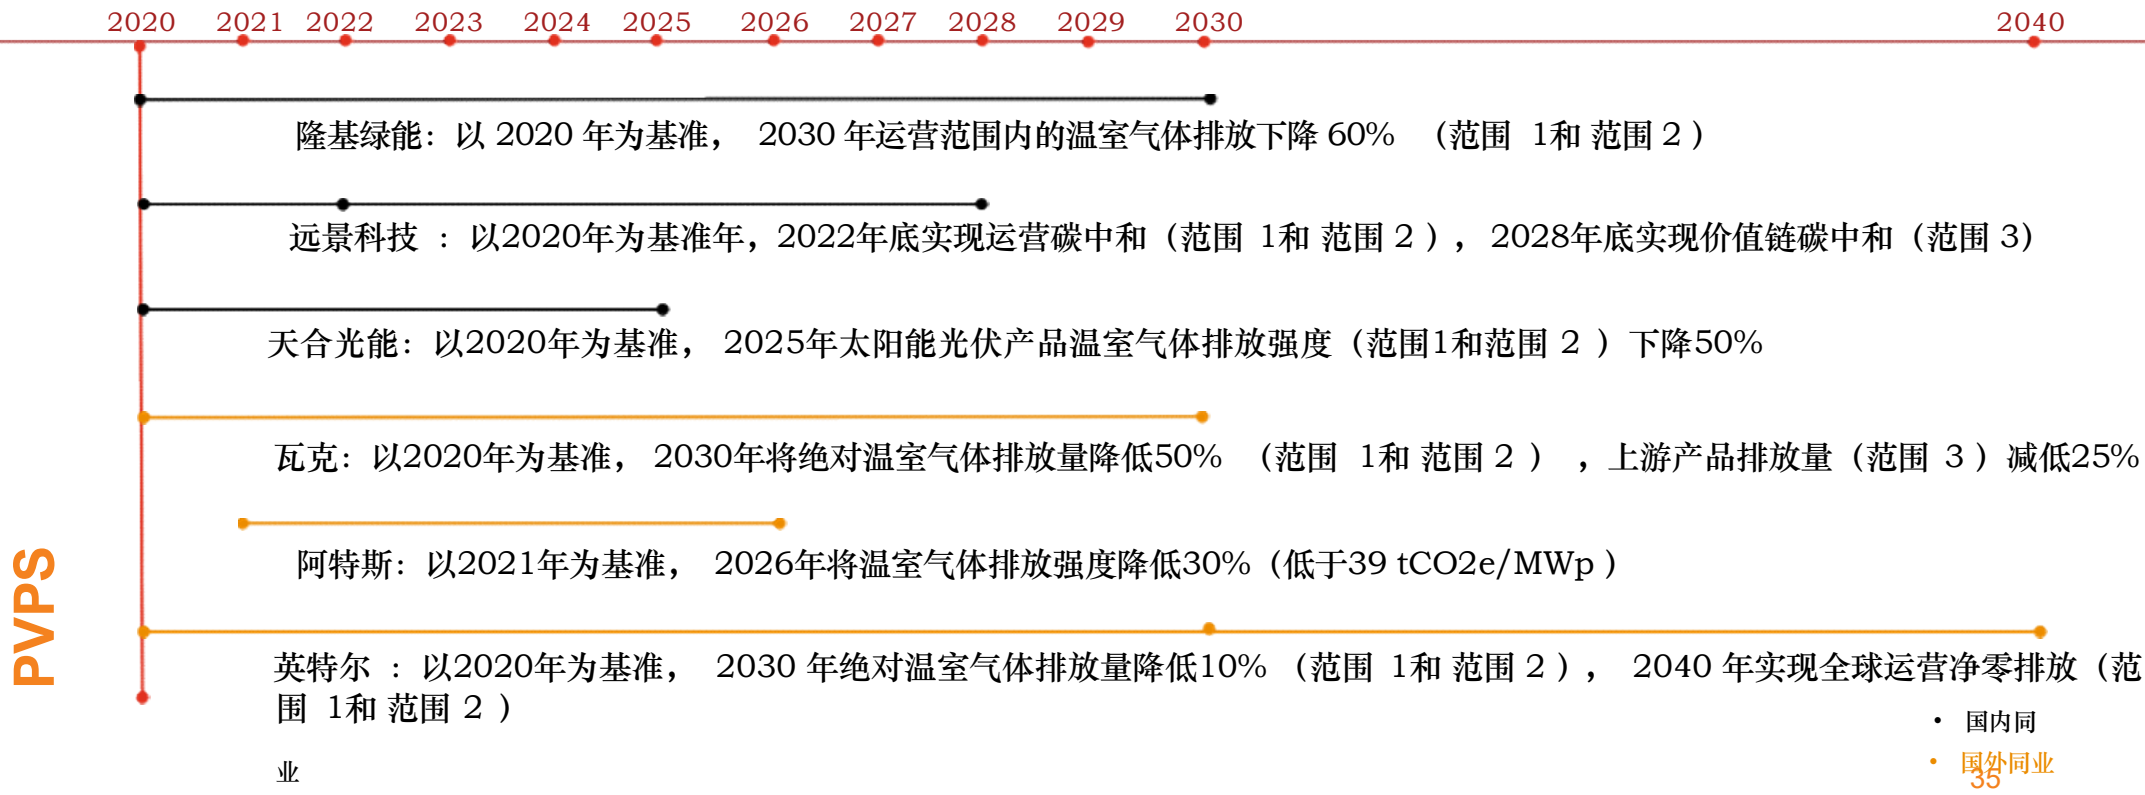 2020 2021 2022 2023 2024 2025 2026 2027 2028 2029 2030 2040
隆基绿能：以 2020 年为基准， 2030 年运营范围内的温室气体排放下降 60% （范围 1和 范围 2 ）
远景科技 ：以2020年为基准年，2022年底实现运营碳中和（范围 1和 范围 2 ），2028年底实现价值链碳中和（范围 3）
天合光能：以2020年为基准， 2025年太阳能光伏产品温室气体排放强度（范围1和范围 2 ）下降50%
瓦克：以2020年为基准， 2030年将绝对温室气体排放量降低50% （范围 1和 范围 2 ） ，上游产品排放量（范围 3 ）减低25%
阿特斯：以2021年为基准， 2026年将温室气体排放强度降低30%（低于39 tCO2e/MWp ）
英特尔 ：以2020年为基准， 2030 年绝对温室气体排放量降低10% （范围 1和 范围 2 ）， 2040 年实现全球运营净零排放（范
围 1和 范围 2 ）
• 国内同
业
• 国外同业
35
PVPS